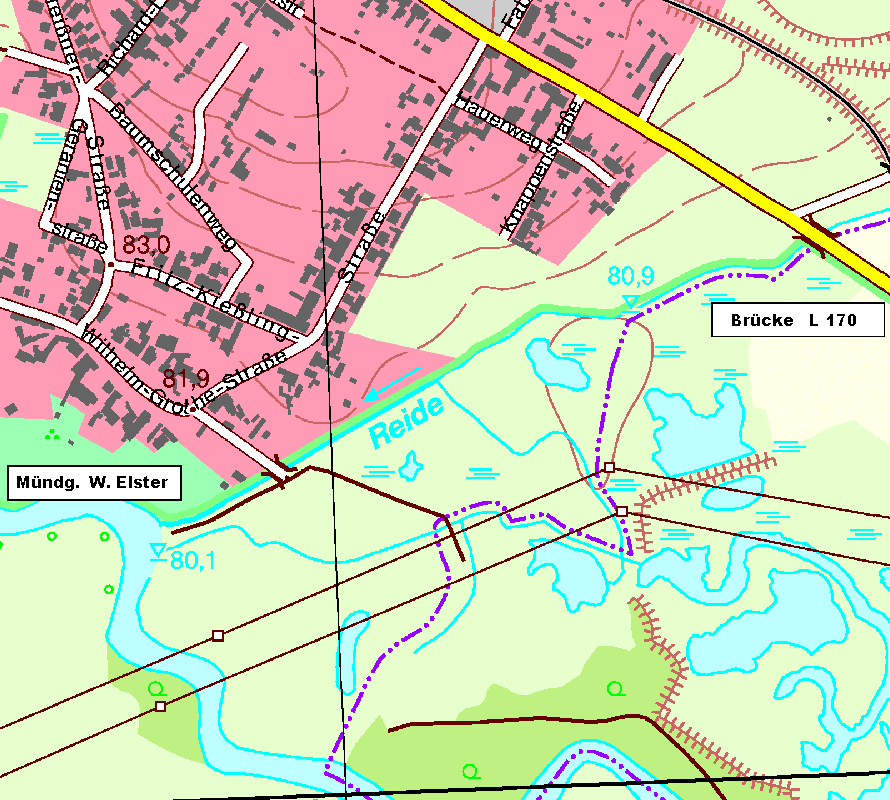 Straße
Baumschulenweg
straße
83,0
Fritz-Kießling-
Straße
Hauerweg
Knappenstraße
80,9
Brücke L 170
Wilhelm-Grothe-Straße
81,9
Reide
Mündg. W. Elster
80,1